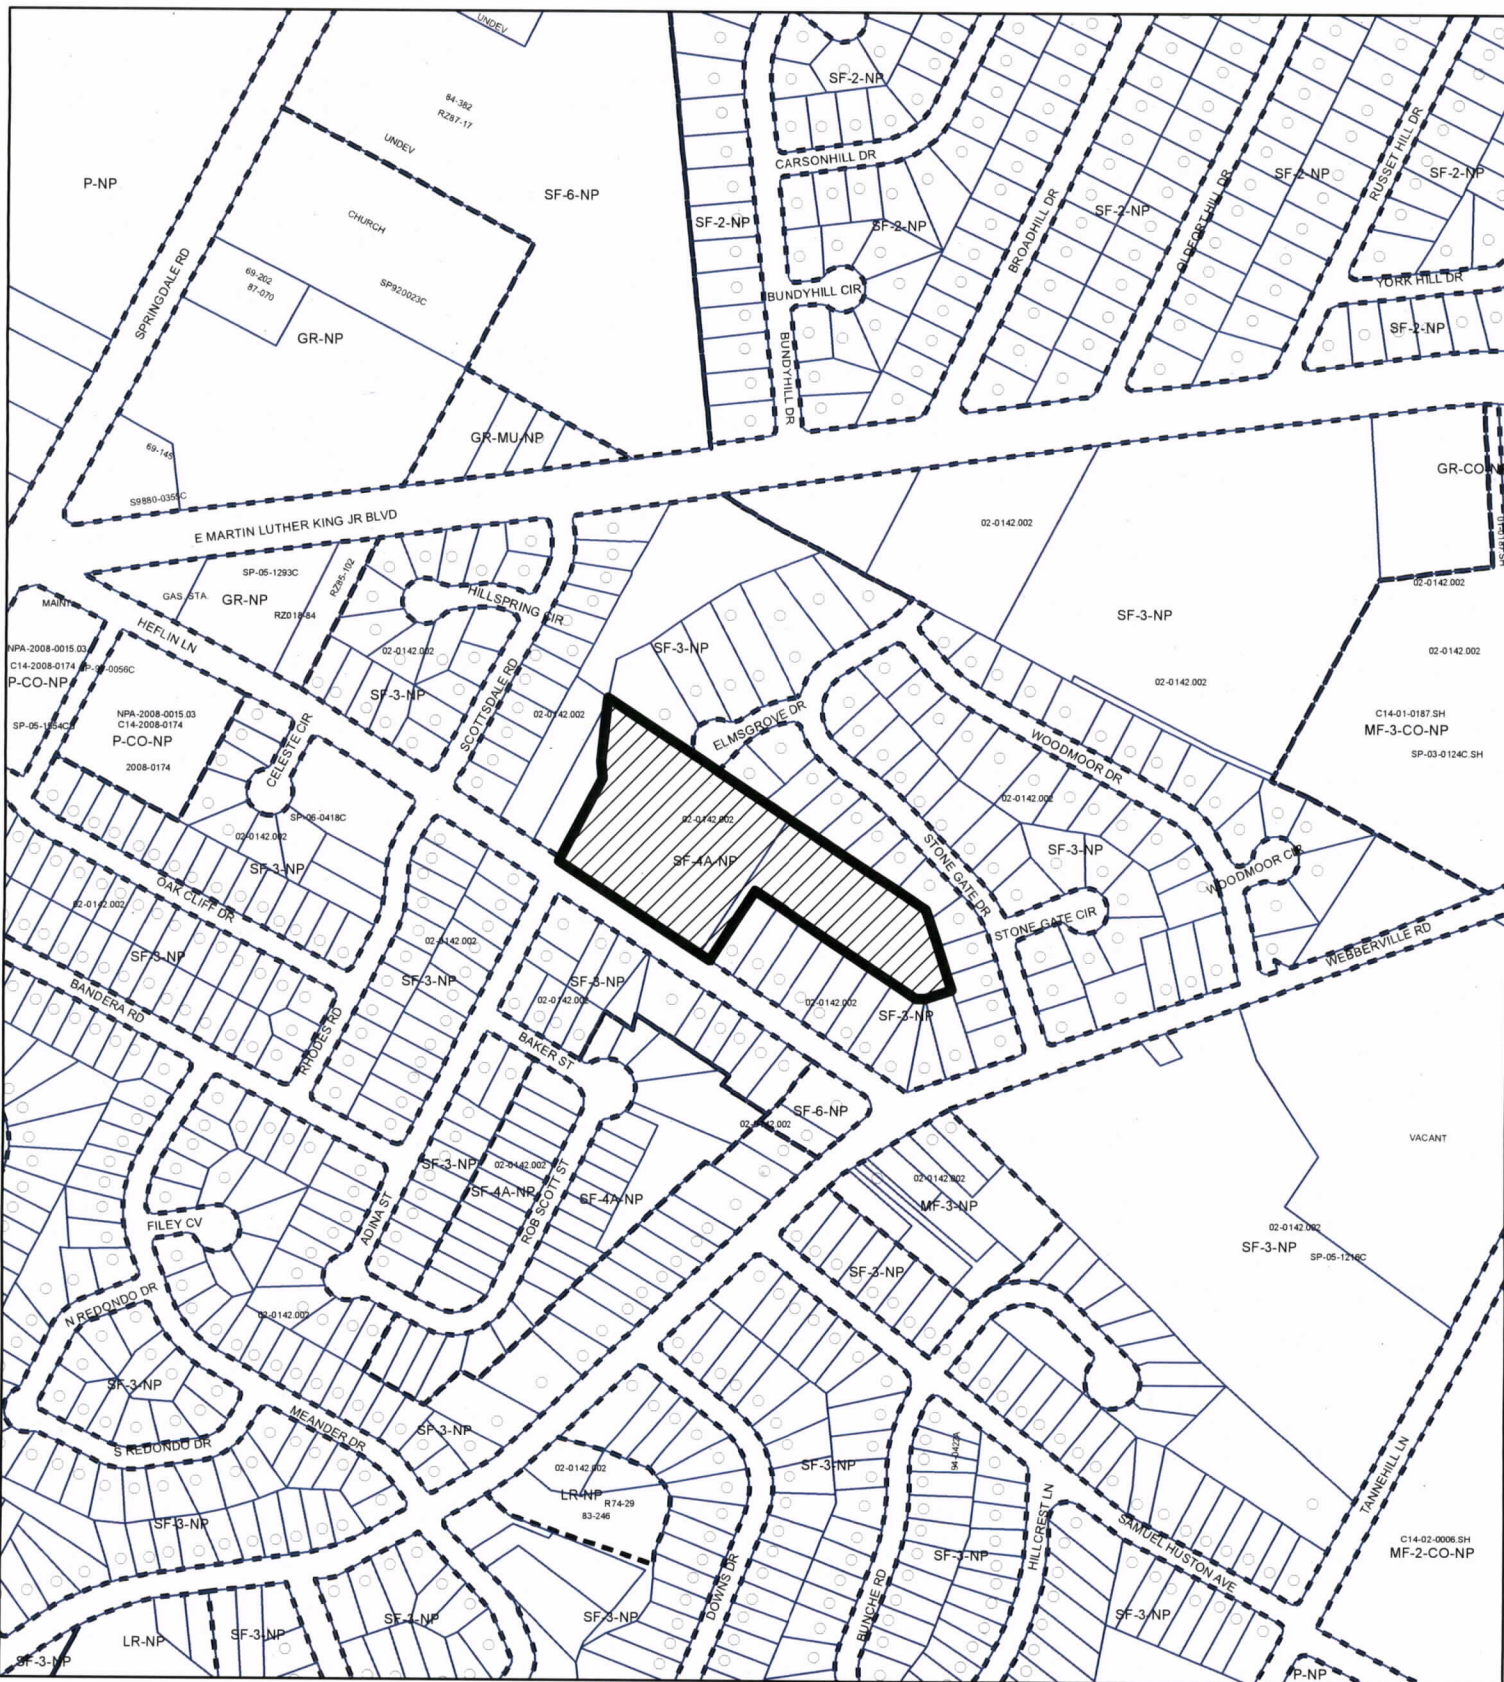 UNDEV
SF-2-NP
84-382
RZ87-17
UNDEV
P-NP
SF-6-NP
CHURCH
SF-2-NP
CARSONHILL DR
SF-2-NP
BROADHILL DR
SF-2-NP
OLDFORT HILL DR
SF-2-NP
RUSSET HILL DR
SF-2-NP
SPRINGDALE RD
69-202
87-070
SP920023C
BUNDYHILL CIR
YORK HILL DR
GR-NP
BUNDYHILL DR
SF-2-NP
GR-MU-NP
69-145
GR-CO-N
S9880-0355C
E MARTIN LUTHER KING JR BLVD
02-0142.002
SP-05-1293C
RZ85-102
GAS. STA.
GR-NP
RZ018-84
HILLSPRING CIR
02-0142.002
MAINT
HEFLIN LN
SF-3-NP
NPA-2008-0015.03
C14-2008-0174
P-CO-NP
02-0142.002
SF-3-NP
SF-3-NP
02-0142.002
SCOTTSDALE RD
02-0142.002
02-0142.002
NPA-2008-0015.03
C14-2008-0174
P-CO-NP
2008-0174
CELESTE CIR
ELMSGROVE DR
WOODMOOR DR
C14-01-0187.SH
MF-3-CO-NP
SP-03-0124C.SH
02-0142.002
SP-06-0418C
02-0142.002
SF-3-NP
02-0142.002
SF-4A-NP
STONE GATE DR
SF-3-NP
WOODMOOR CIR
OAK CLIFF DR
02-0142.002
STONE GATE CIR
WEBBERVILLE RD
SF-3-NP
02-0142.002
SF-3-NP
SF-3-NP
02-0142.002
02-0142.002
SF-3-NP
BANDERA RD
RHODES RD
BAKER ST
SF-6-NP
02-0142.002
VACANT
SF-3-NP
02-0142.002
SF-4A-NP
SF-4A-NP
02-0142.002
MF-3-NP
ADINA ST
ROB SCOTT ST
FILEY CV
02-0142.002
SF-3-NP
SP-05-1216C
SF-3-NP
N REDONDO DR
02-0142.002
SF-3-NP
MEANDER DR
SF-3-NP
S REDONDO DR
02-0142.002
LR-NP
R74-29
83-246
SF-3-NP
TANNEHILL LN
SF-3-NP
HILLCREST LN
SAMUEL HUSTON AVE
C14-02-0006.SH
MF-2-CO-NP
SF-3-NP
DOWNS DR
BUNCHE RD
SF-3-NP
SF-3-NP
SF-3-NP
LR-NP
SF-3-NP
SF-3-NP
P-NP